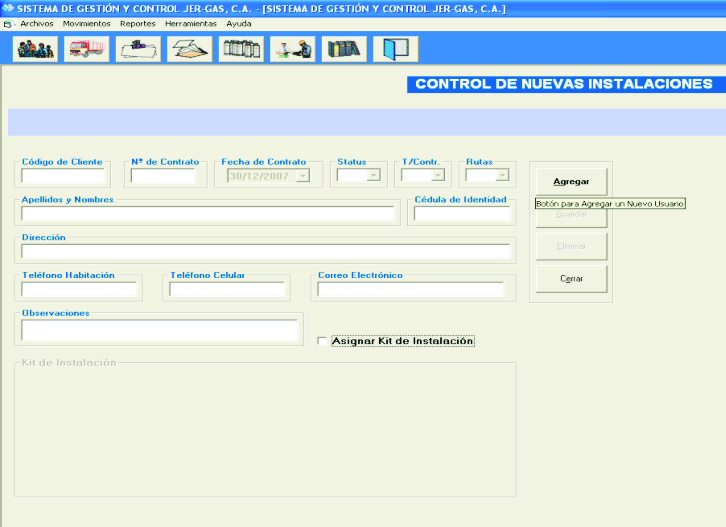 SISTEMA DE GESTIÓN Y CONTROL JER-GAS, C.A. - [SISTEMA DE GESTIÓN Y CONTROL JER-GAS, C.A.]
Archivos Movimientos Reportes Herramientas Ayuda
CONTROL DE NUEVAS INSTALACIONES
Código de Cliente Nº de Contrato Fecha de Contrato Status T/Contr. Rutas
30/12/2007
Agregar
Apellidos y Nombres Cédula de Identidad
Botón para Agregar un Nuevo Usuario
Guardar
Dirección
Eliminar
Teléfono Habitación Teléfono Celular Correo Electrónico
Cerrar
Observaciones
Asignar Kit de Instalación
Kit de Instalación